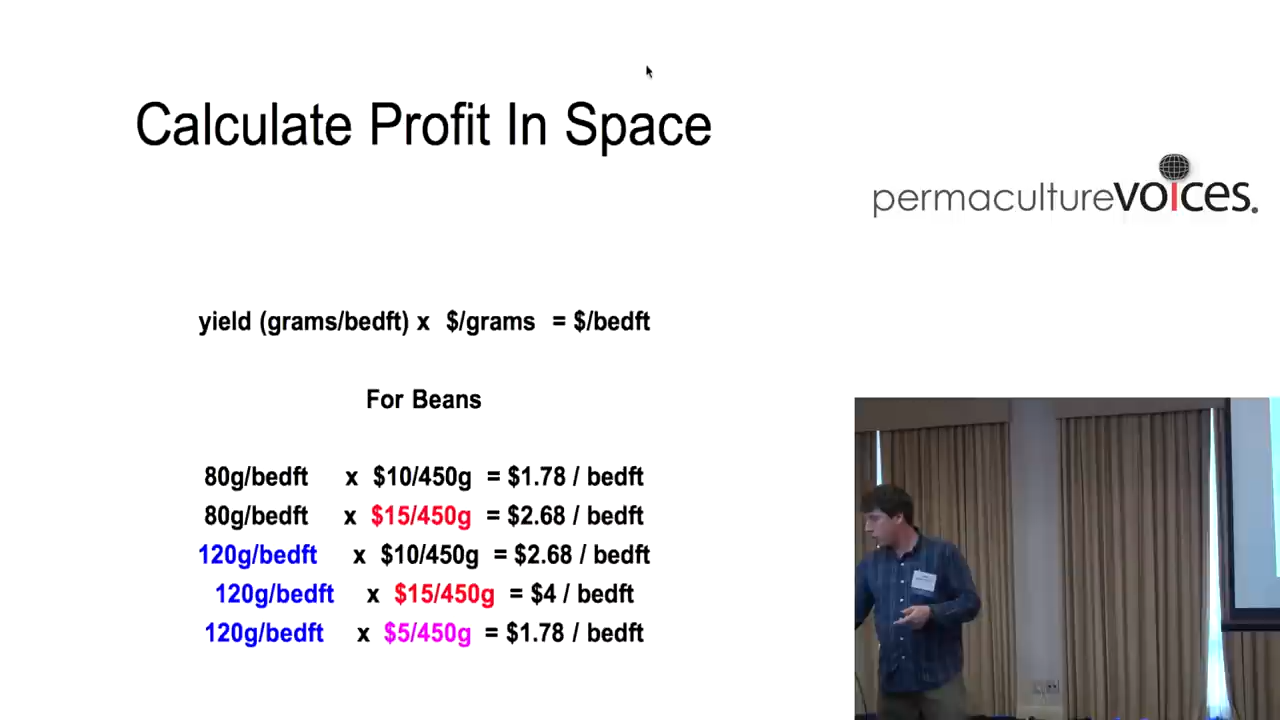 Calculate Profit In Space
permaculturevoices.
yield (grams/bedft) x $/grams = $/bedft
For Beans
80g/bedft x $10/450g = $1.78 / bedft
80g/bedft x $15/450g = $2.68 / bedft
120g/bedft x $10/450g = $2.68 / bedft
120g/bedft x $15/450g = $4 / bedft
120g/bedft x $5/450g = $1.78 / bedft